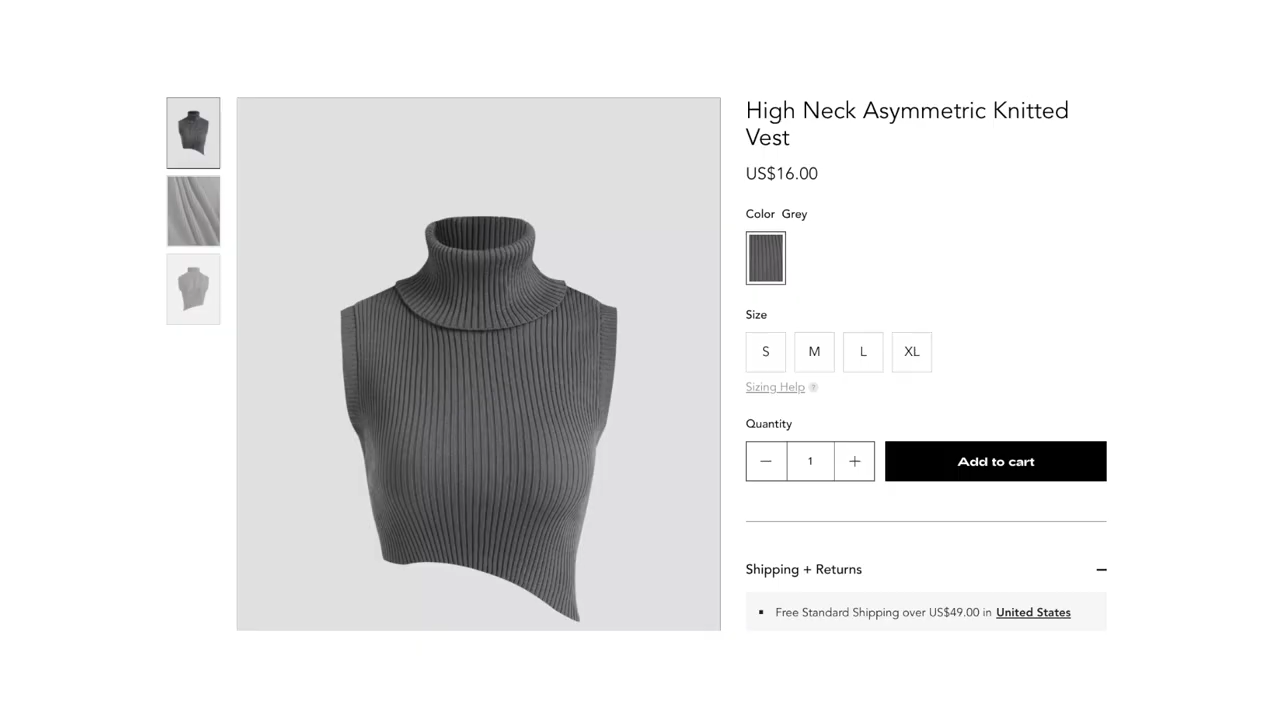 High Neck Asymmetric Knitted
Vest
US$16.00
Color Grey
Size
S M L XL
Sizing Help ?
Quantity
— 1 +
Add to cart
Shipping + Returns
Free Standard Shipping over US$49.00 in United States